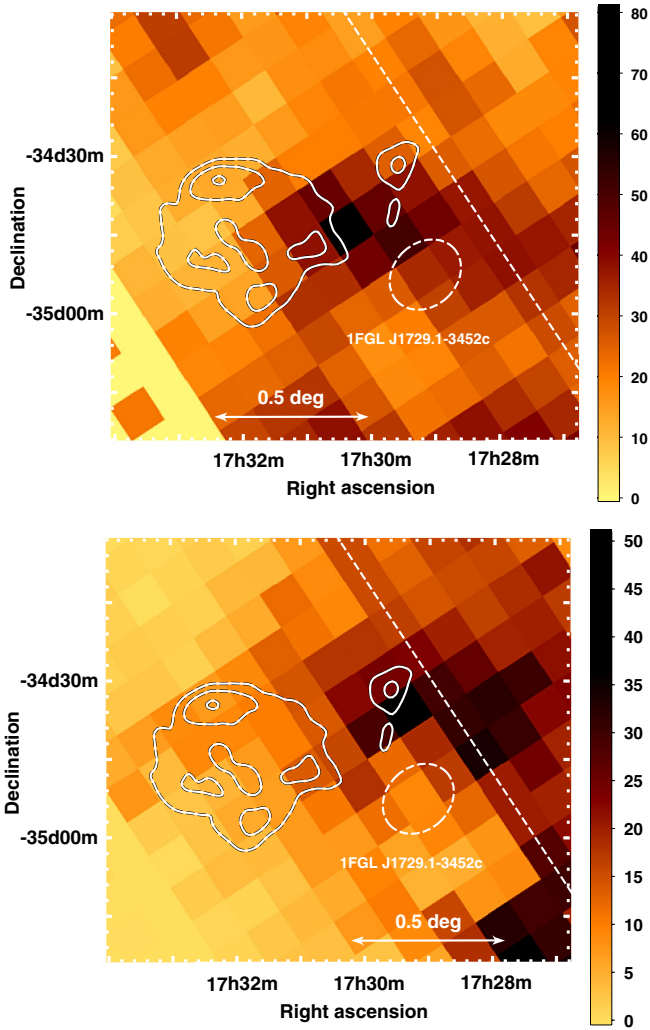 80
70
60
50
40
30
20
10
0
Declination
-34d30m
-35d00m
1FGL J1729.1-3452c
0.5 deg
17h32m 17h30m 17h28m
Right ascension
50
45
40
35
30
25
20
15
10
5
0
Declination
-34d30m
-35d00m
1FGL J1729.1-3452c
0.5 deg
17h32m 17h30m 17h28m
Right ascension